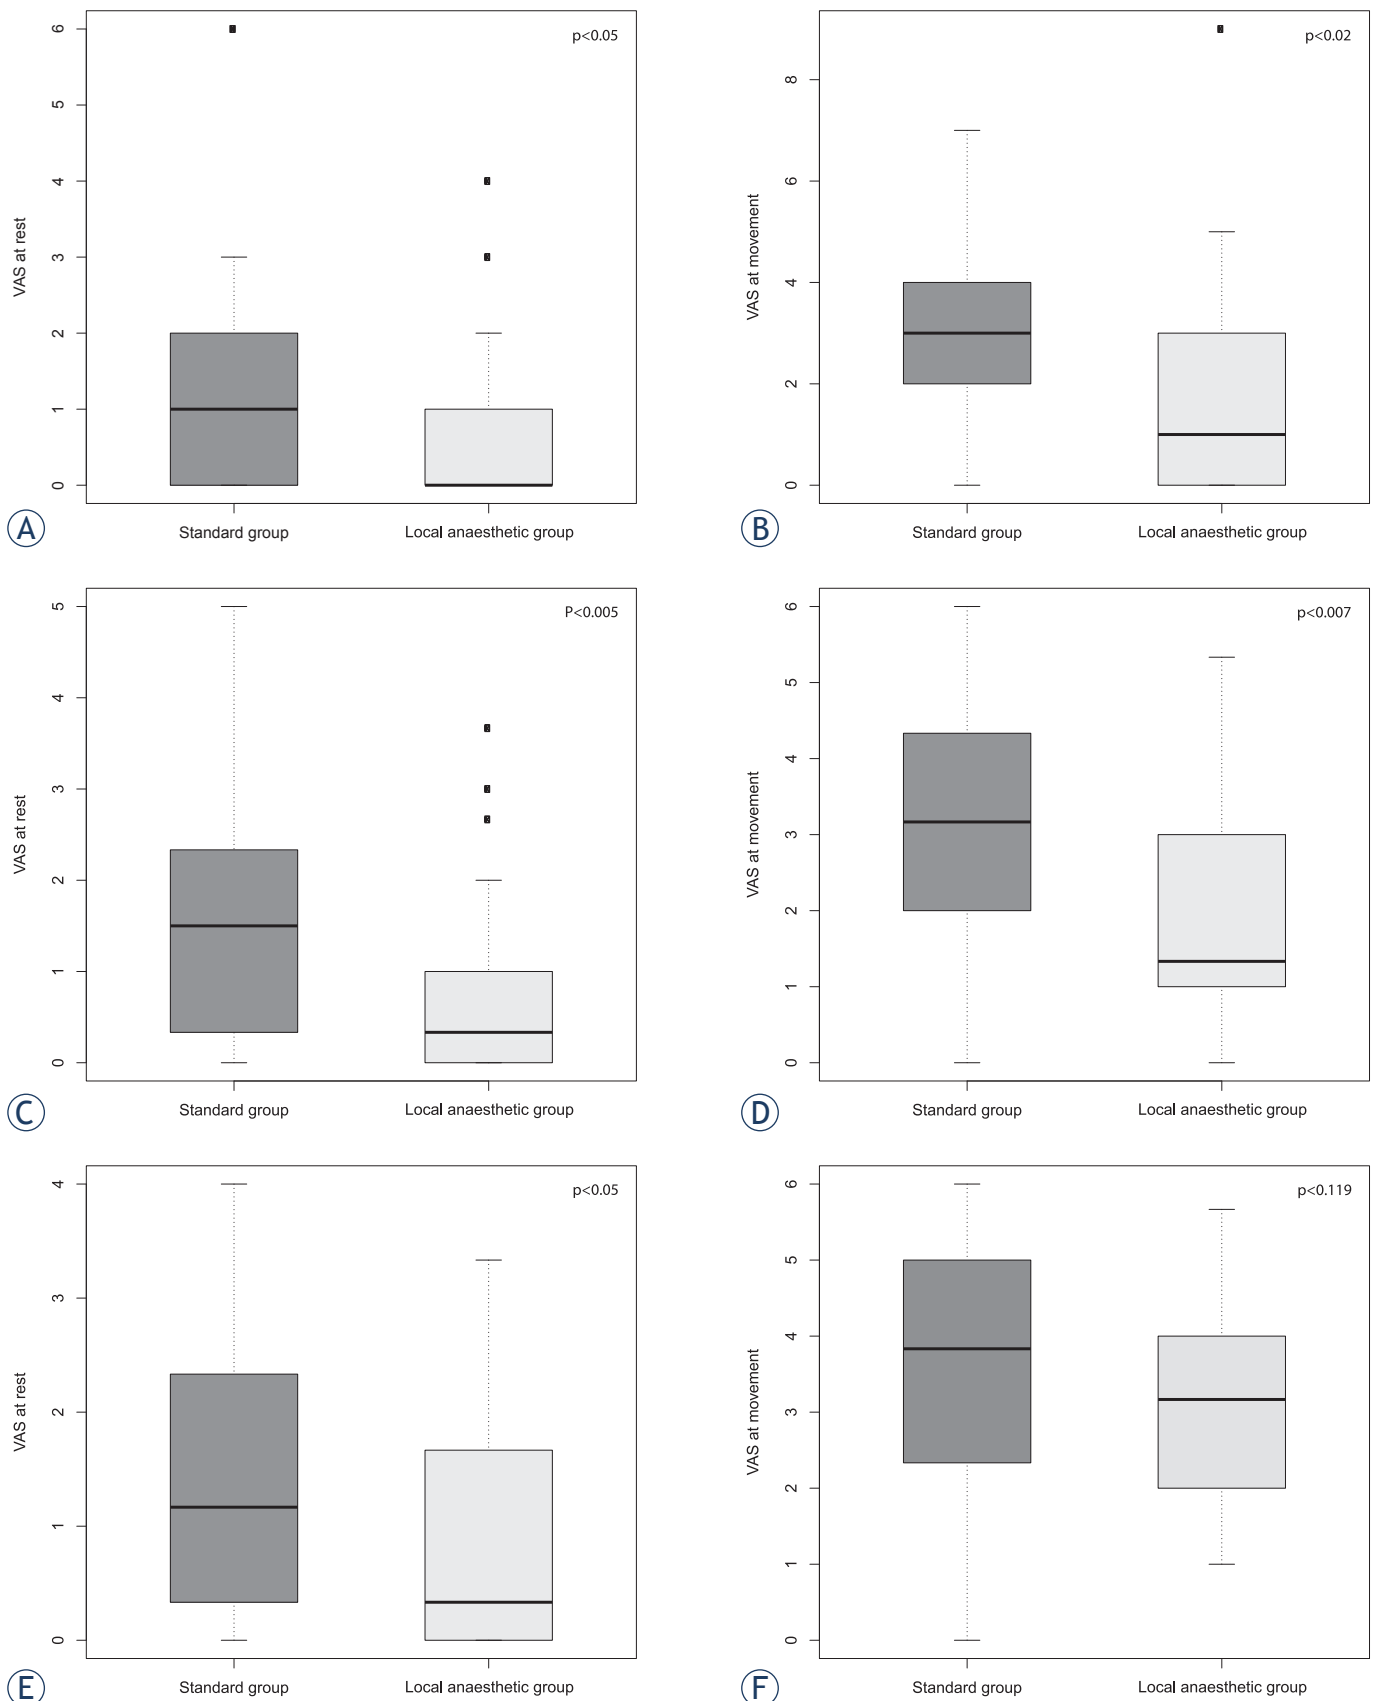 p<0.05
6
5
4
3
2
1
0
VAS at rest
Standard group
Local anaesthetic group
A
p<0.02
8
6
4
2
0
VAS at movement
Standard group
Local anaesthetic group
B
P<0.005
5
4
3
2
1
0
VAS at rest
Standard group
Local anaesthetic group
C
p<0.007
6
5
4
3
2
1
0
VAS at movement
Standard group
Local anaesthetic group
D
p<0.05
4
3
2
1
0
VAS at rest
Standard group
Local anaesthetic group
E
p<0.119
6
5
4
3
2
1
0
VAS at movement
Standard group
Local anaesthetic group
F